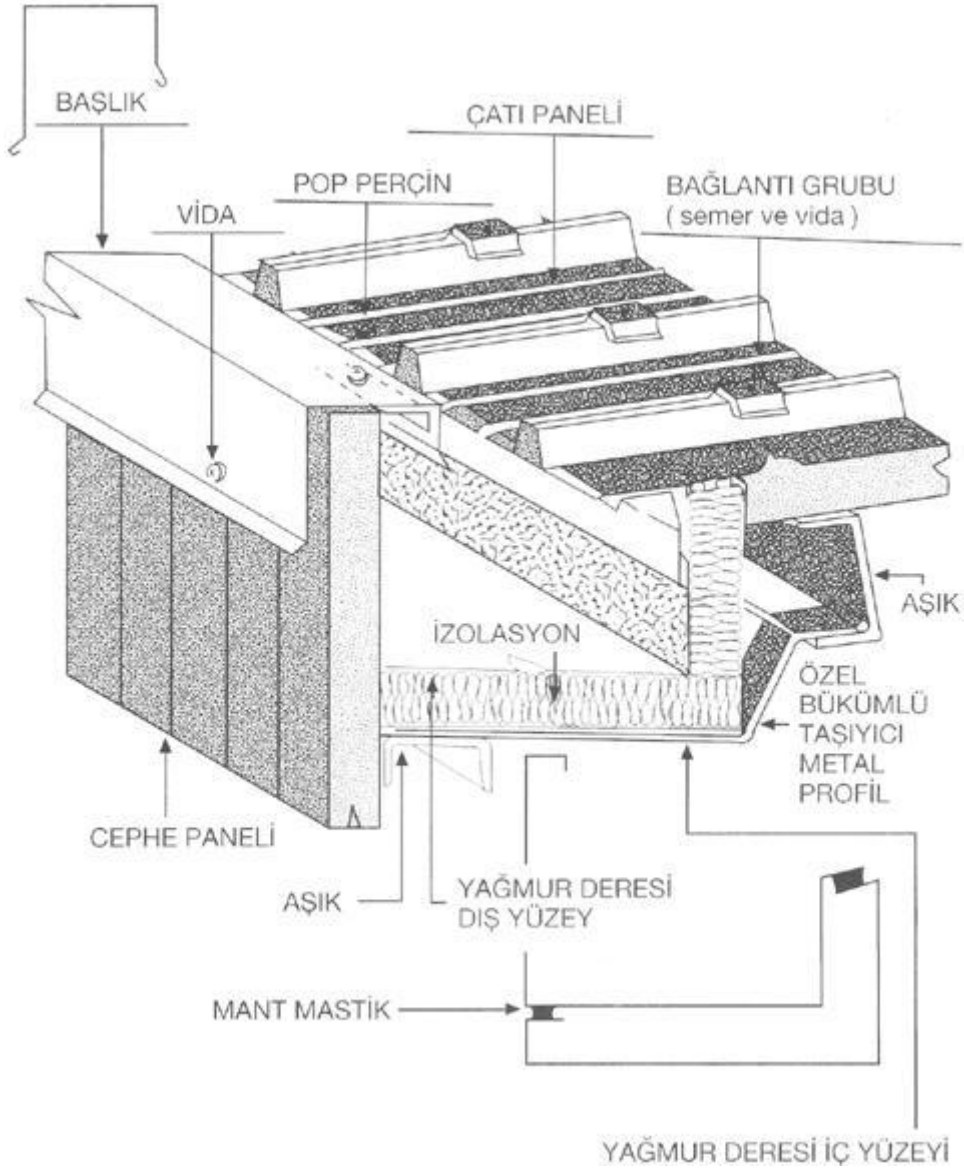 BAŞLIK
ÇATI PANELİ
POP PERÇİN
BAĞLANTI GRUBU
( semer ve vida )
VİDA
AŞIK
İZOLASYON
ÖZEL
BÜKÜMLÜ
TAŞIYICI
METAL
PROFİL
CEPHE PANELİ
AŞIK
YAĞMUR DERESİ
DIŞ YÜZEY
MANT MASTİK
YAĞMUR DERESİ İÇ YÜZEYİ